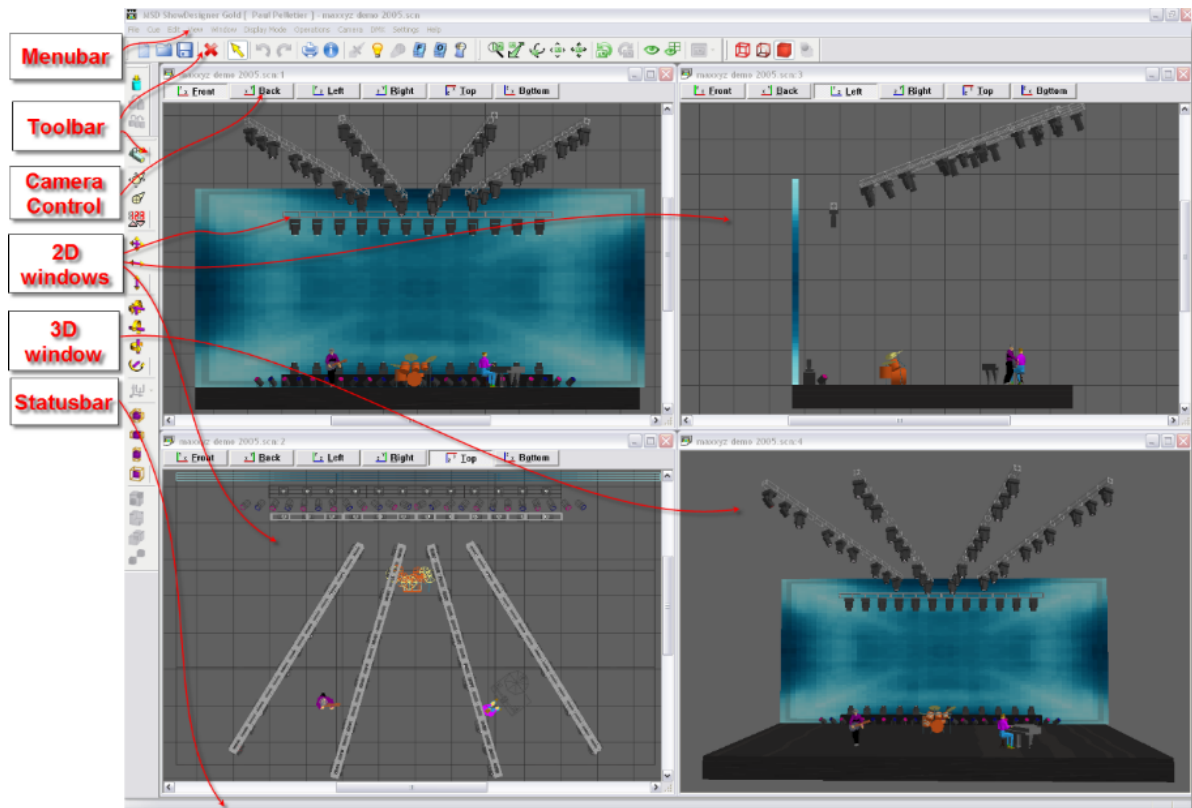 MSD ShowDesigner Gold [ Paul Pelletier ] - maxxyz demo 2005.scn
File Cue Edit View Window Display Mode Operations Camera DMX Settings Help
Menubar
Toolbar
Camera
Control
2D
windows
3D
window
Statusbar
maxxyz demo 2005.scn:1
Front Back Left Right Top Bottom
maxxyz demo 2005.scn:3
Front Back Left Right Top Bottom
maxxyz demo 2005.scn:2
Front Back Left Right Top Bottom
maxxyz demo 2005.scn:4